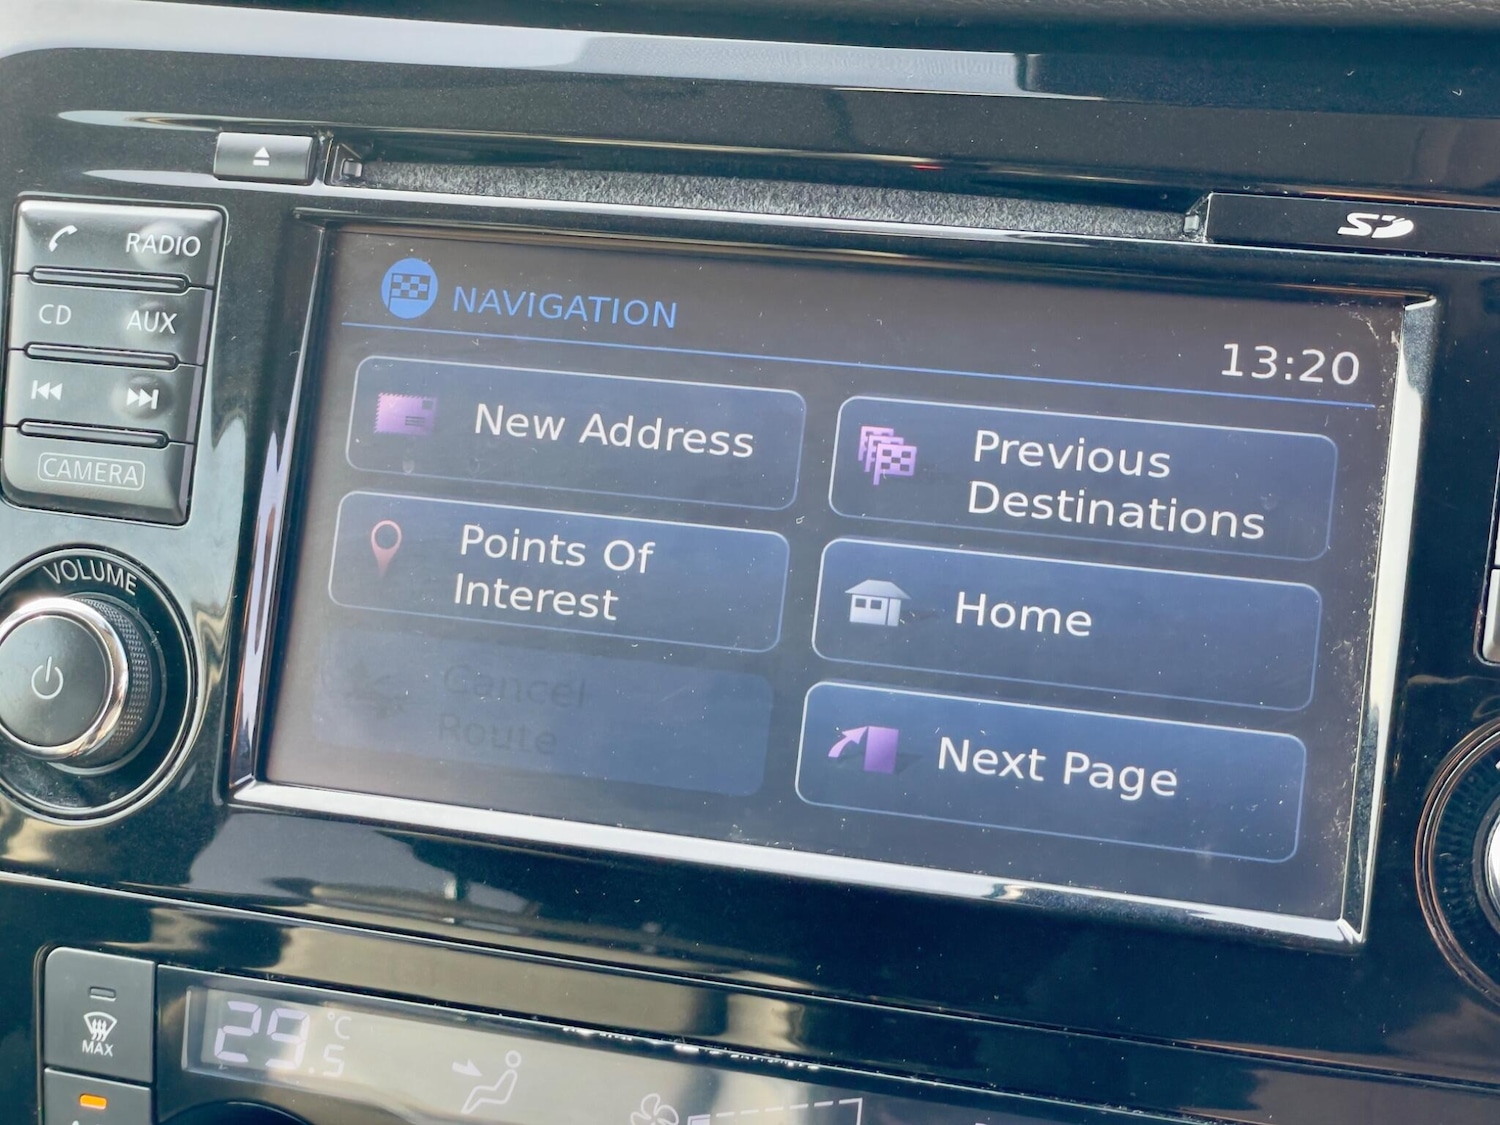 SD
RADIO
CD AUX
CAMERA
VOLUME
NAVIGATION
13:20
New Address
Previous
Destinations
Points Of
Interest
Home
Cancel
Route
Next Page
MAX
29.5 °C